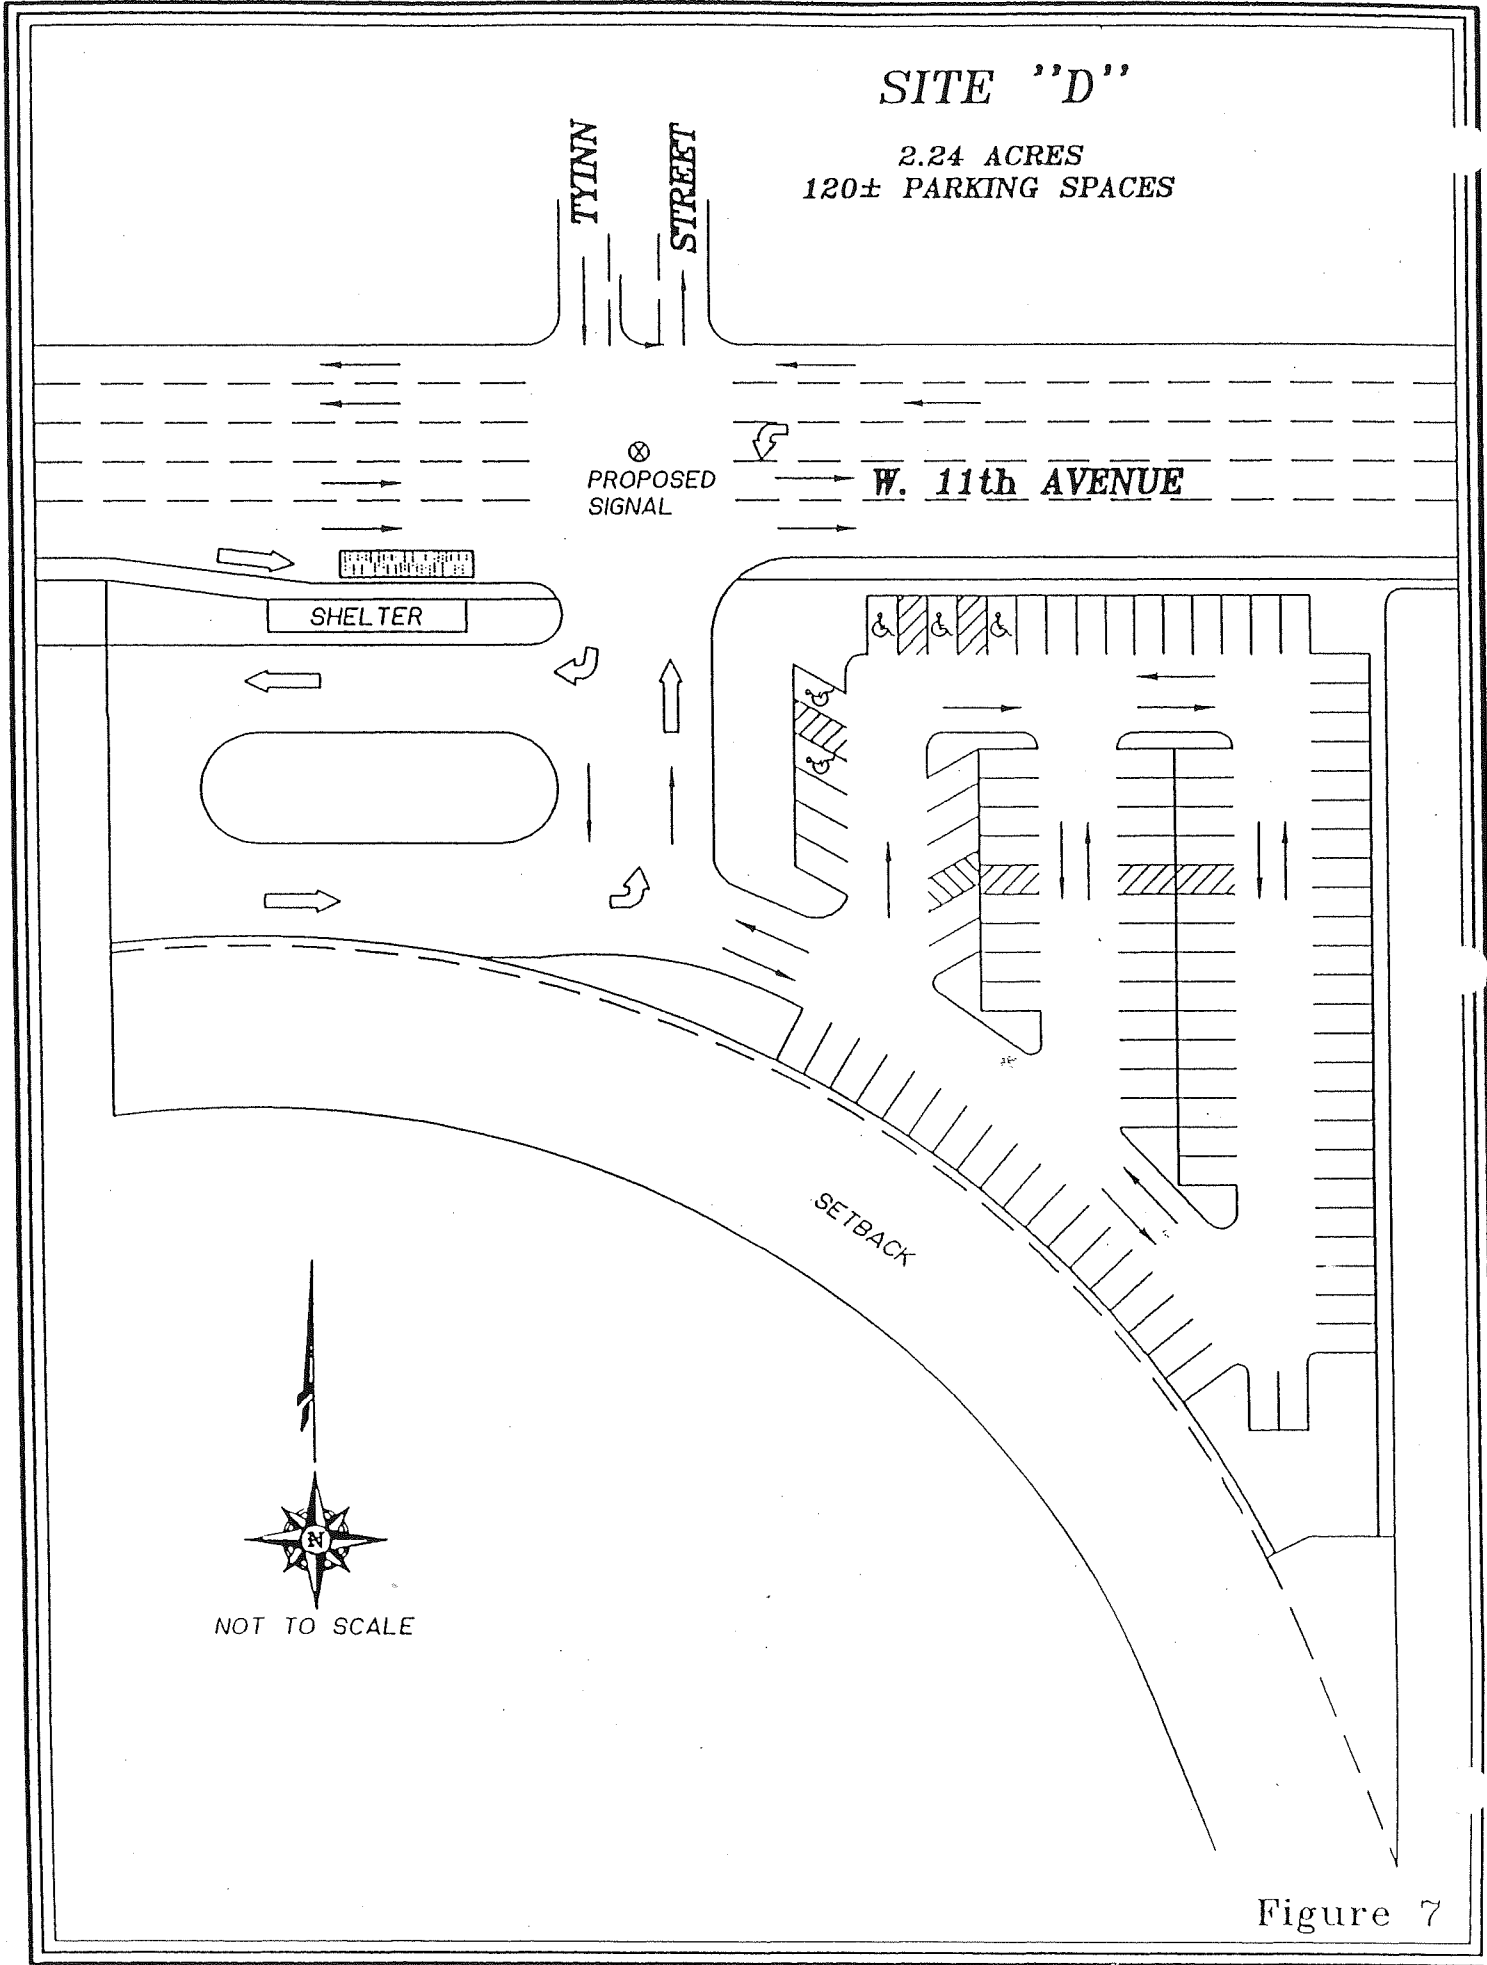 SITE "D"
2.24 ACRES
120± PARKING SPACES
TYINN
STREET
PROPOSED
SIGNAL
W. 11th AVENUE
SHELTER
SETBACK
N
NOT TO SCALE
Figure 7